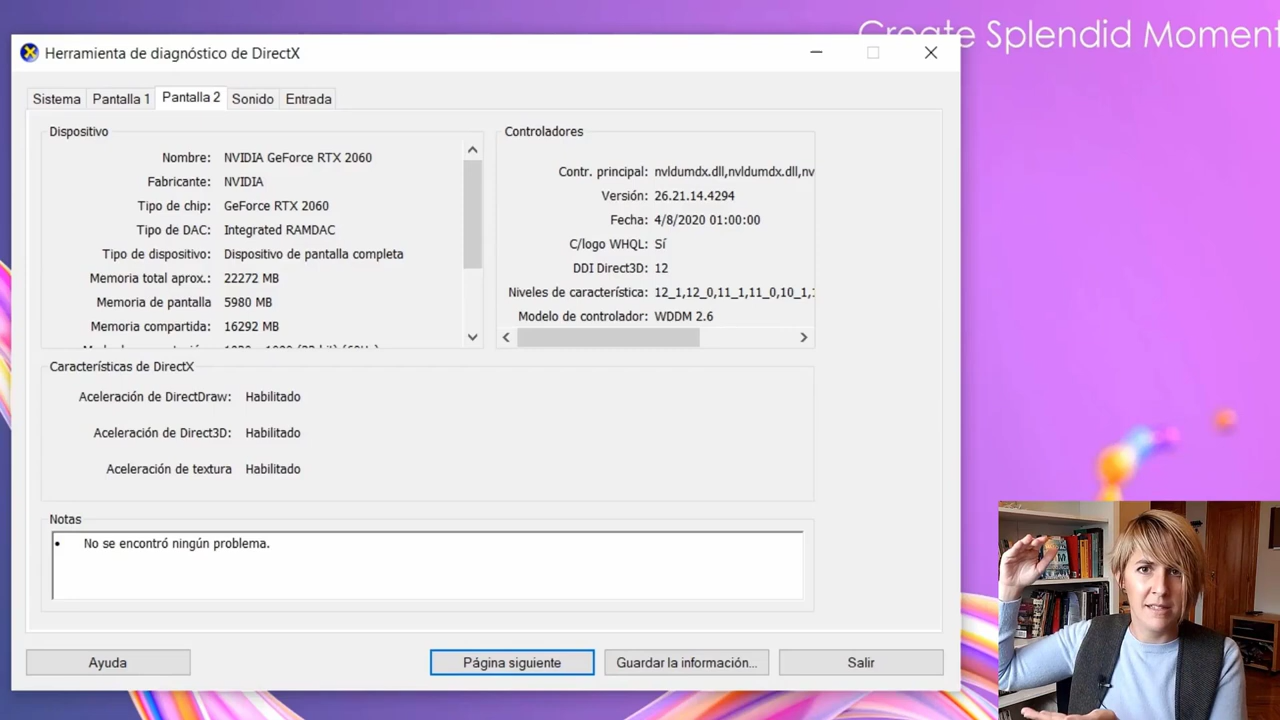 Create Splendid Moment
Herramienta de diagnóstico de DirectX
Sistema
Pantalla 1
Pantalla 2
Sonido
Entrada
Dispositivo
Nombre: NVIDIA GeForce RTX 2060
Fabricante: NVIDIA
Tipo de chip: GeForce RTX 2060
Tipo de DAC: Integrated RAMDAC
Tipo de dispositivo: Dispositivo de pantalla completa
Memoria total aprox.: 22272 MB
Memoria de pantalla 5980 MB
Memoria compartida: 16292 MB
Controladores
Contr. principal: nvldumdx.dll,nvldumdx.dll,nv
Versión: 26.21.14.4294
Fecha: 4/8/2020 01:00:00
C/logo WHQL: Sí
DDI Direct3D: 12
Niveles de característica: 12_1,12_0,11_1,11_0,10_1,
Modelo de controlador: WDDM 2.6
Características de DirectX
Aceleración de DirectDraw: Habilitado
Aceleración de Direct3D: Habilitado
Aceleración de textura Habilitado
Notas
• No se encontró ningún problema.
Ayuda
Página siguiente
Guardar la información...
Salir